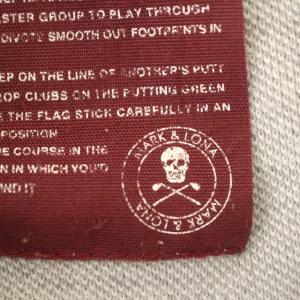 ASTER GROUP TO PLAY THROUGH
DIVOTS SMOOTH OUT FOOTPRINTS IN
EP ON THE LINE OF ANOTHER'S PUTT
ROP CLUBS ON THE PUTTING GREEN
E THE FLAG STICK CAREFULLY IN AN
POSITION
E COURSE IN THE
N IN WHICH YOU'D
ND IT
MARK & LONA
MARK & LONA